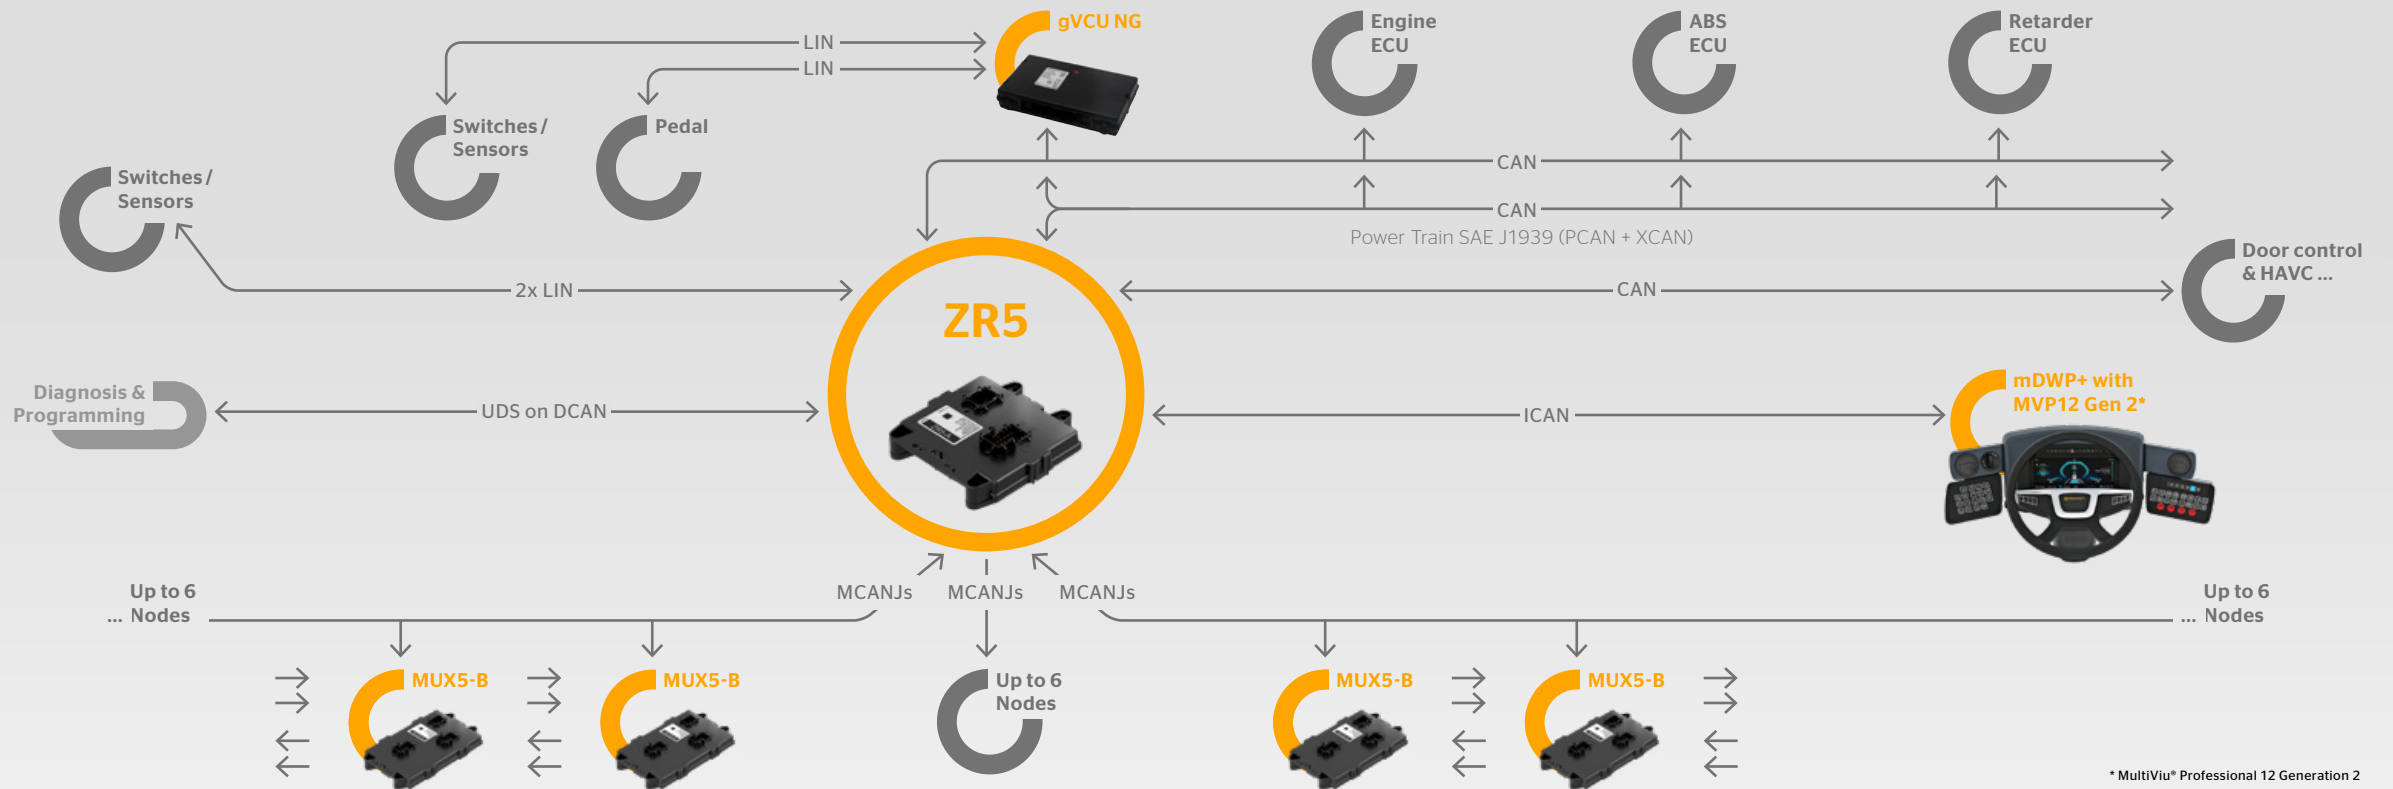 gVCU NG
Engine
ECU
ABS
ECU
Retarder
ECU
LIN
LIN
Switches /
Sensors
Pedal
Switches /
Sensors
CAN
CAN
Power Train SAE J1939 (PCAN + XCAN)
Door control
& HAVC ...
2x LIN
CAN
ZR5
Diagnosis &
Programming
UDS on DCAN
ICAN
mDWP+ with
MVP12 Gen 2*
Up to 6
... Nodes
MCANJs
MCANJs
MCANJs
Up to 6
... Nodes
MUX5-B
MUX5-B
Up to 6
Nodes
MUX5-B
MUX5-B
* MultiViu® Professional 12 Generation 2